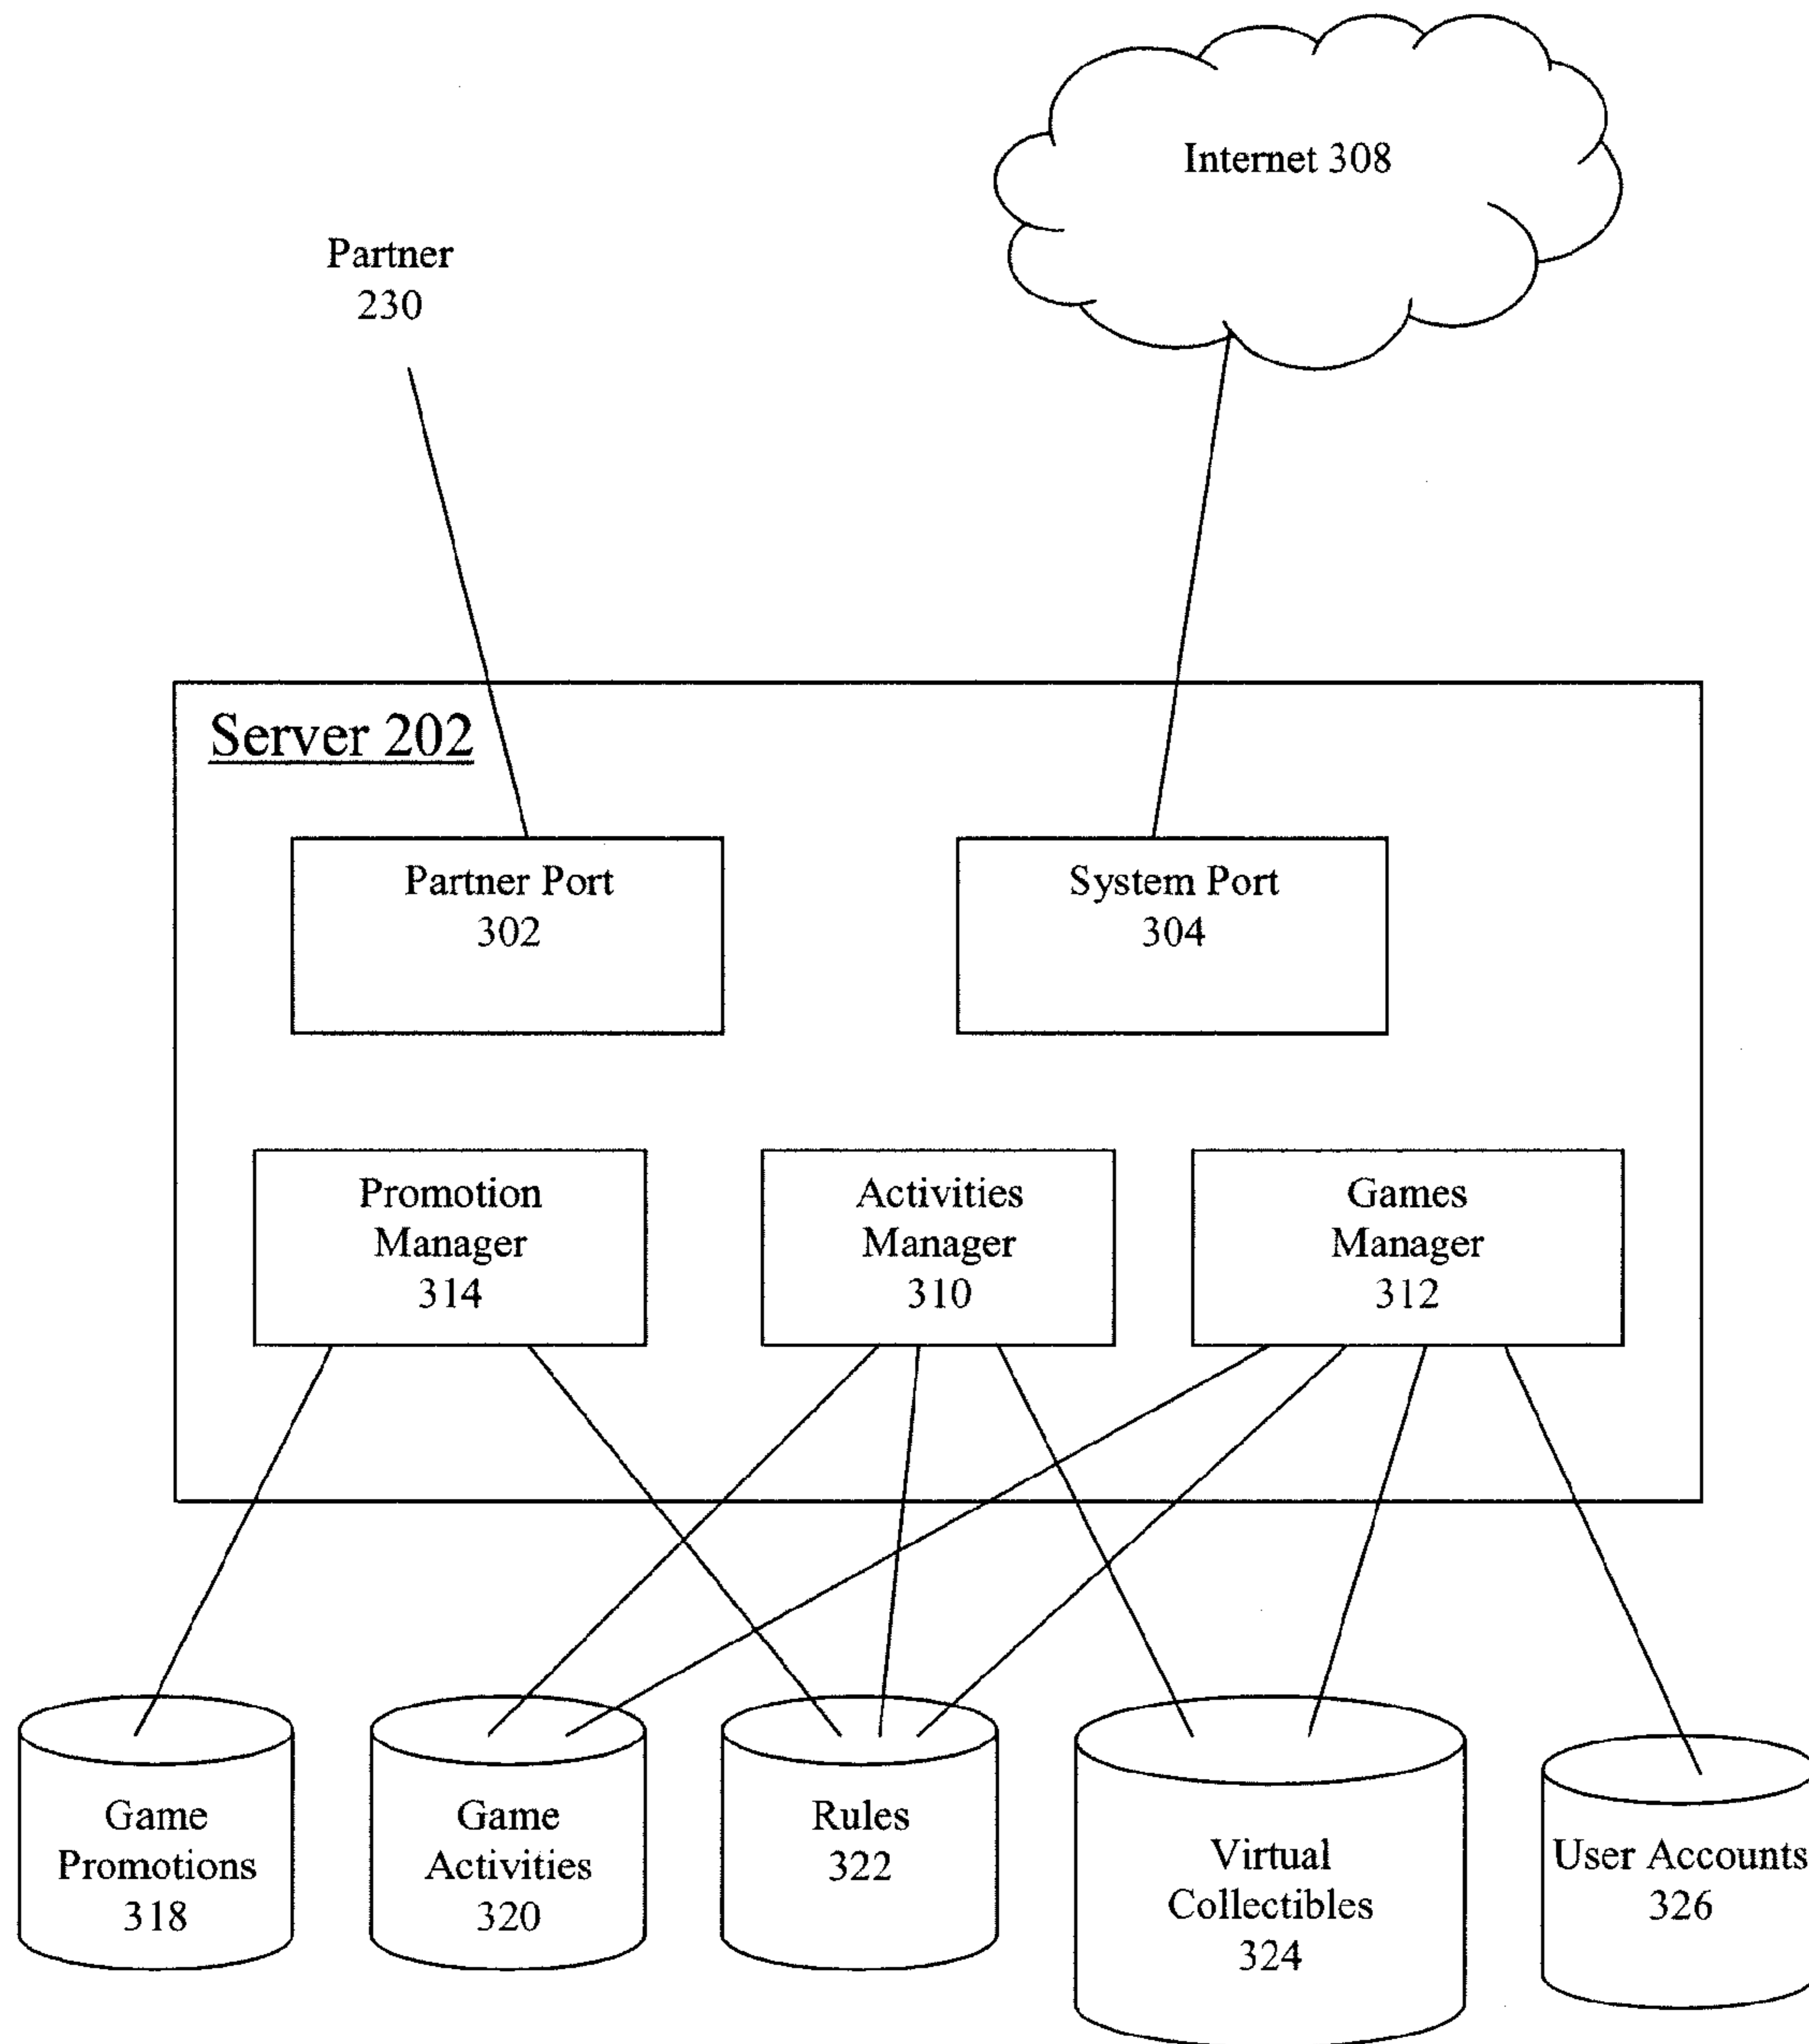 Internet 308
Partner
230
Server 202
Partner Port
302
System Port
304
Promotion
Manager
314
Activities
Manager
310
Games
Manager
312
Game
Promotions
318
Game
Activities
320
Rules
322
Virtual
Collectibles
324
User Accounts
326